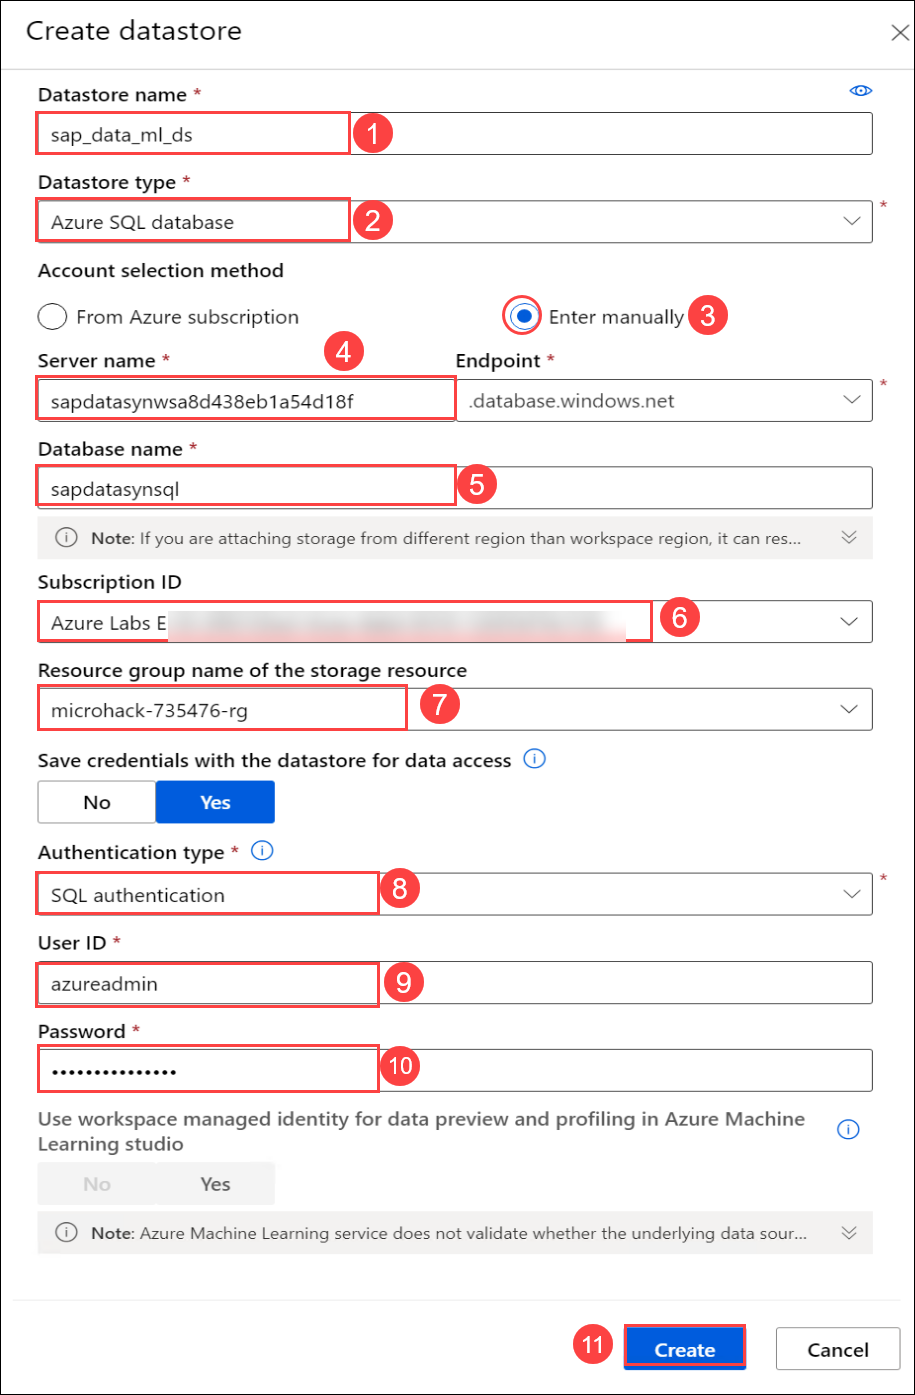 Create datastore
Datastore name *
sap_data_ml_ds 1
Datastore type *
Azure SQL database 2 *
Account selection method
From Azure subscription Enter manually 3
4
Server name * Endpoint *
sapdatasynwsa8d438eb1a54d18f .database.windows.net *
Database name *
sapdatasynsql 5
Note: If you are attaching storage from different region than workspace region, it can res...
Subscription ID
Azure Labs E 6
Resource group name of the storage resource
microhack-735476-rg 7
Save credentials with the datastore for data access
No Yes
Authentication type *
SQL authentication 8 *
User ID *
azureadmin 9
Password *
••••••••••••••• 10
Use workspace managed identity for data preview and profiling in Azure Machine
Learning studio
No Yes
Note: Azure Machine Learning service does not validate whether the underlying data sour...
11 Create Cancel